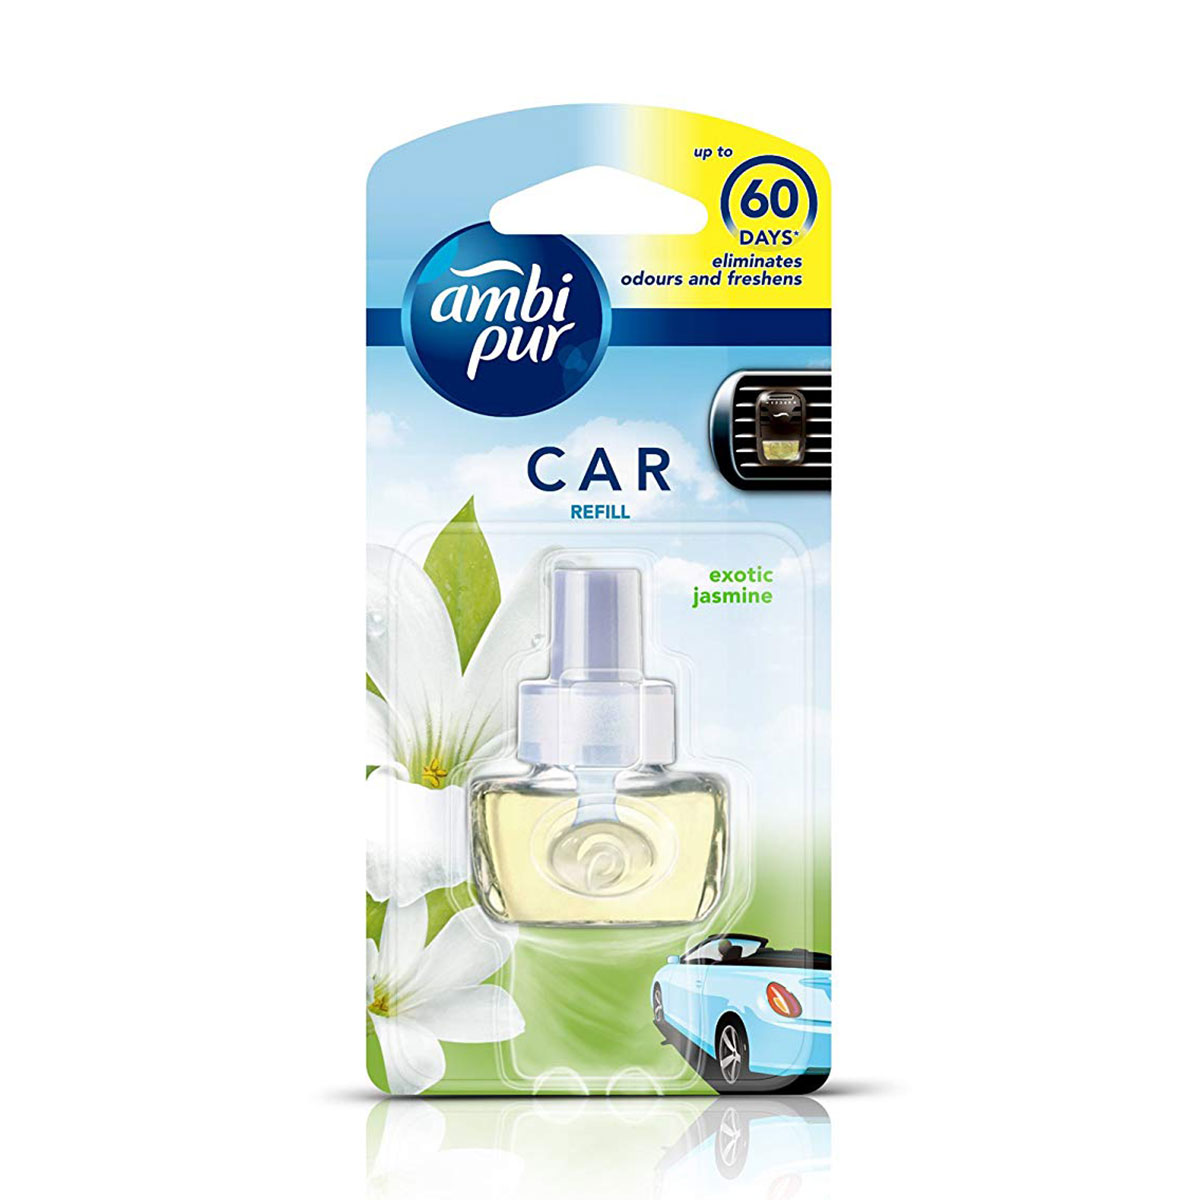 up to
60
DAYS*
eliminates
odours and freshens
ambi
pur
CAR
REFILL
exotic
jasmine